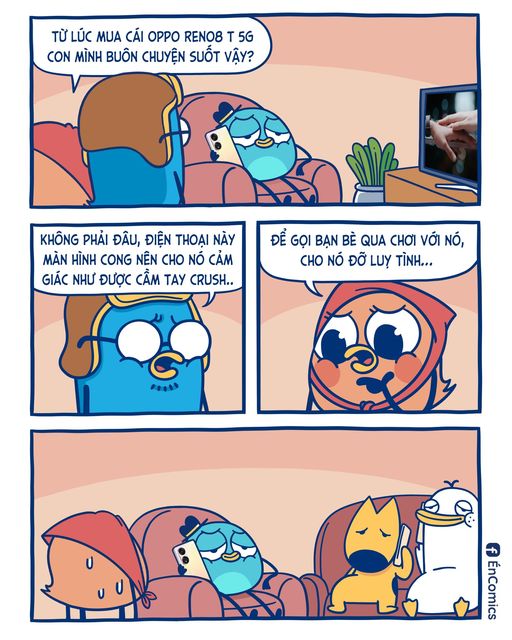 TỪ LÚC MUA CÁI OPPO RENO8 T 5G
CON MÌNH BUÔN CHUYỆN SUỐT VẬY?
KHÔNG PHẢI ĐÂU, ĐIỆN THOẠI NÀY
MÀN HÌNH CONG NÊN CHO NÓ CẢM
GIÁC NHƯ ĐƯỢC CẦM TAY CRUSH..
ĐỂ GỌI BẠN BÈ QUA CHƠI VỚI NÓ,
CHO NÓ ĐỠ LUỴ TÌNH...
ÉnComics